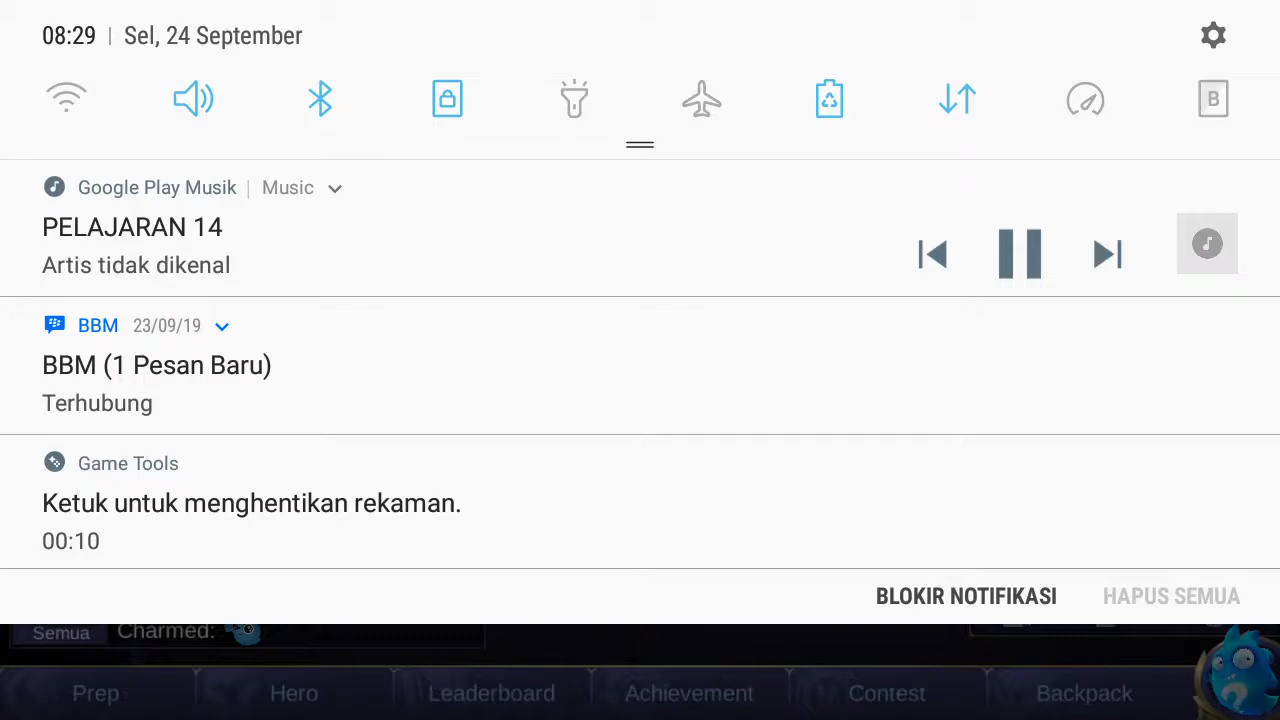 08:29 | Sel, 24 September
B
Google Play Musik | Music
PELAJARAN 14
Artis tidak dikenal
BBM 23/09/19
BBM (1 Pesan Baru)
Terhubung
Game Tools
Ketuk untuk menghentikan rekaman.
00:10
BLOKIR NOTIFIKASI HAPUS SEMUA
Semua Charmed:
Prep Hero Leaderboard Achievement Contest Backpack